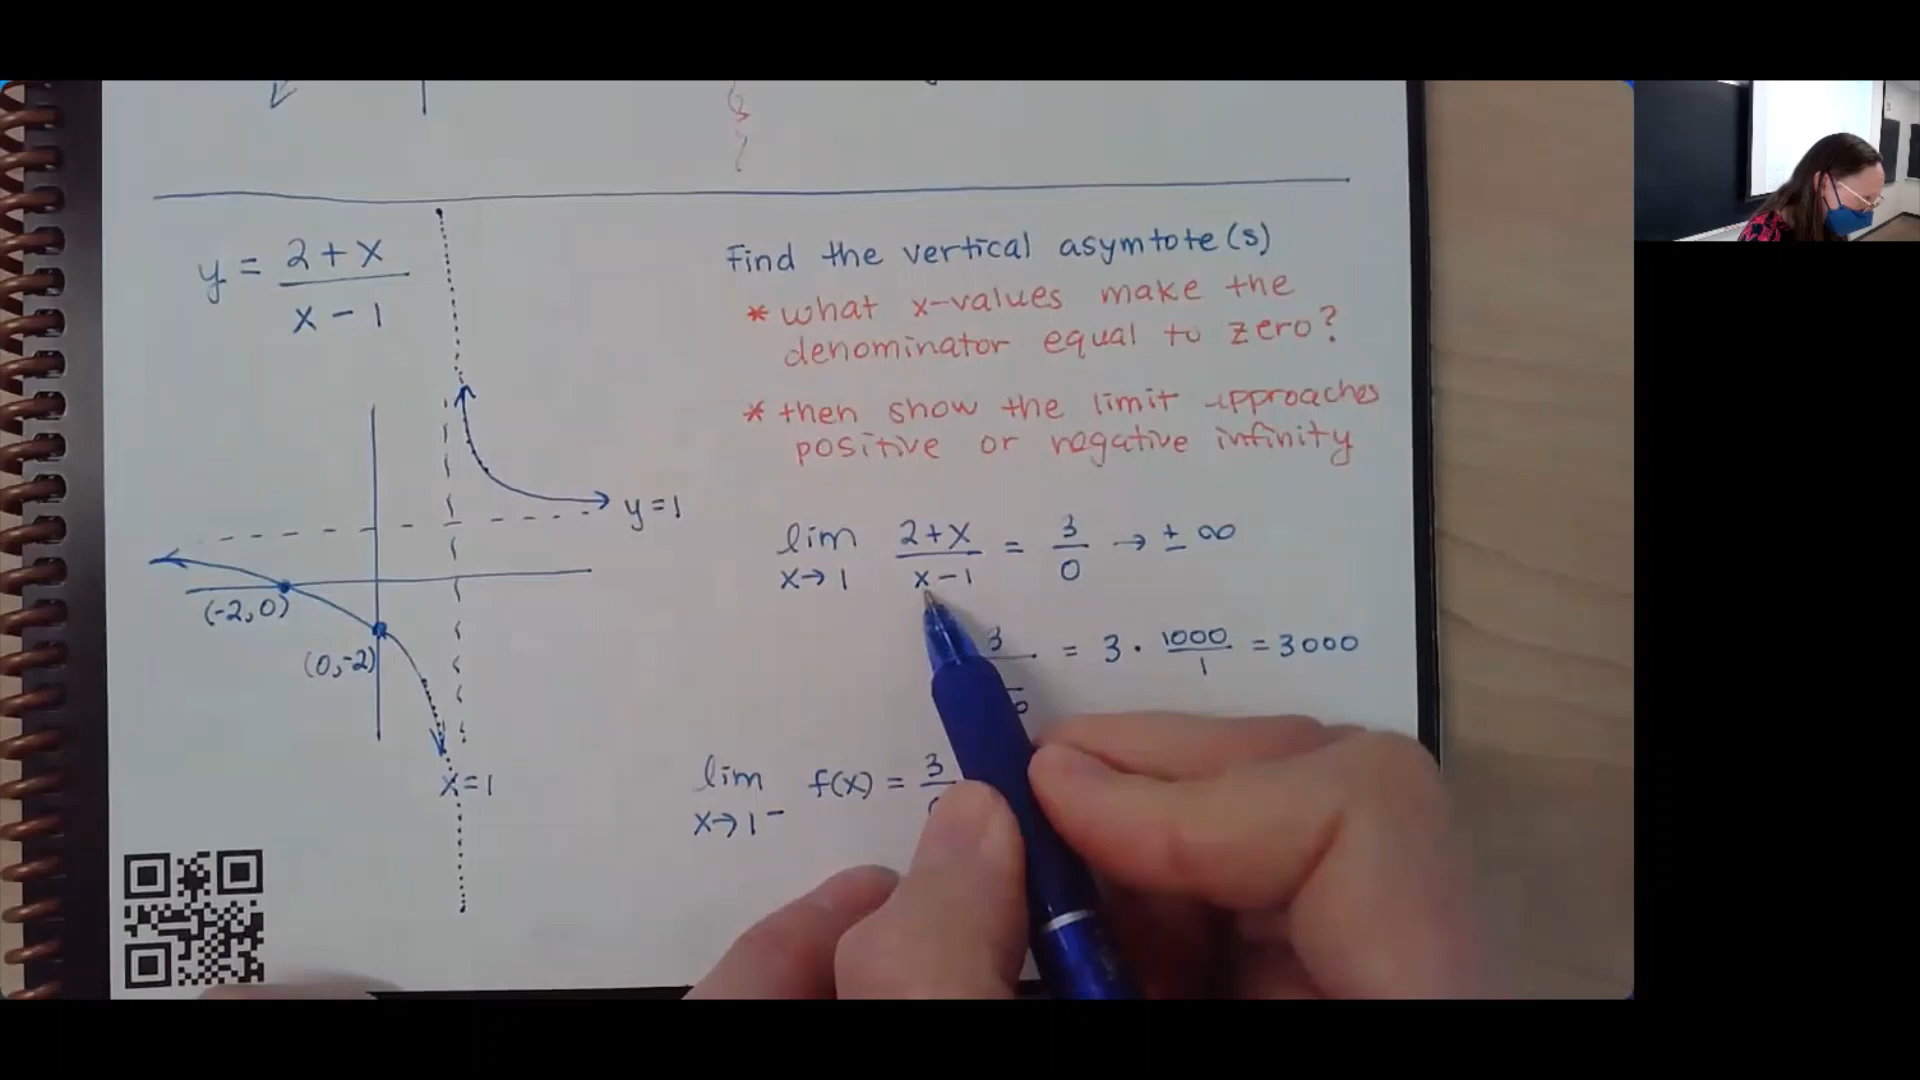 y = 2+x / x-1
Find the vertical asymtote(s)
* what x-values make the
denominator equal to zero?
* then show the limit approaches
positive or negative infinity
y=1
lim x→1 2+x / x-1 = 3/0 → ± ∞
(-2,0)
(0,-2)
3 = 3 · 1000/1 = 3000
x=1
lim x→1⁻ f(x) = 3